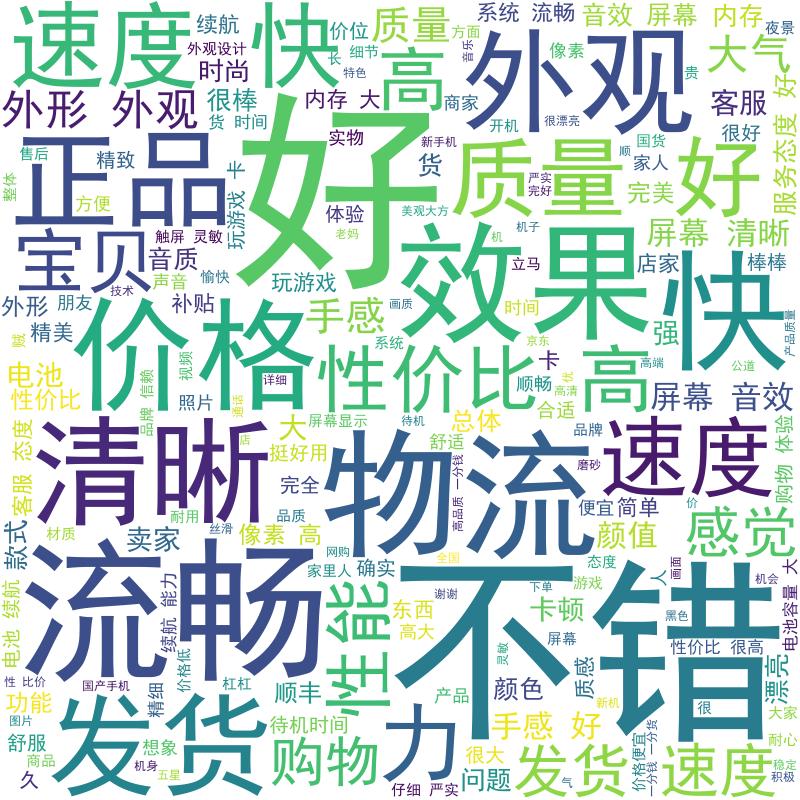 速度 快
续航
价位 质量 方面
系统 流畅 音效 屏幕 内存
夜景
外观设计
时尚
长 细节
特色
高
音乐
外观
像素
贵
大气
好
外形 外观
很棒
货 时间
内存 大
商家
很漂亮
开机
客服
很好
国货
顺
家人
服务态度 好
售后
精致
正品
卡
玩游戏
好
实物
货
新手机
质量
严实
完好
完美
好
整体
方便
体验
美观大方
老妈
机
机子
屏幕 清晰
触屏 灵敏
音质
声音
愉快
技术
宝贝
效果
立马
店家
棒棒
玩游戏
外形 朋友
精美
补贴
价格
手感
画质
时间
系统
京东
快
强
产品质量
贼
视频
性价比
卡
顺畅
优
高清
合适
高
高端
公道
电池
性价比
品牌 信赖
照片
详细
通话
店
屏幕 音效
清晰
大
屏幕显示
待机
总体
舒适
挺好用
完全
物流
高品质 一分钱
品牌
磨砂
速度
购物 体验
客服 态度
便宜
简单
价
款式
材质
耐用
丝滑
品质
卖家
像素 高
颜值
感觉
流畅
续航 能力
价格低
网购
家里人
确实
性能
全国
谢谢
不错
下单
态度
游戏
卡顿
人
画面
机会
大
电池容量
黑色
电池 续航
东西
高大
灵敏
屏幕
性价比 很高
漂亮
性 比价
国产手机
精细
杠杠
顺丰
产品
颜色
质感
新机
很
大家
功能
图片
舒服
发货
待机时间
力
手感 好
耐心
商品
想象
机身
久
五星
购物
很大
问题
仔细 严实
气
发货 速度
价格便宜
一分钱 一分货
稳定
积极